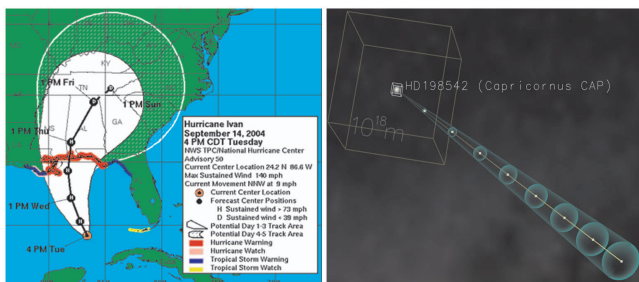 KY
1 PM Fri
TN
1 PM Sun
1 PM Thu
AL
GA
1 PM Wed
4 PM Tue
Hurricane Ivan
September 14, 2004
4 PM CDT Tuesday
NWS TPC/National Hurricane Center
Advisory 50
Current Center Location 24.2 N 86.6 W
Max Sustained Wind 140 mph
Current Movement NNW at 9 mph
Current Center Location
Forecast Center Positions
H Sustained wind > 73 mph
D Sustained wind < 39 mph
Potential Day 1-3 Track Area
Potential Day 4-5 Track Area
Hurricane Warning
Hurricane Watch
Tropical Storm Warning
Tropical Storm Watch
HD198542 (Capricornus CAP)
10¹⁸m